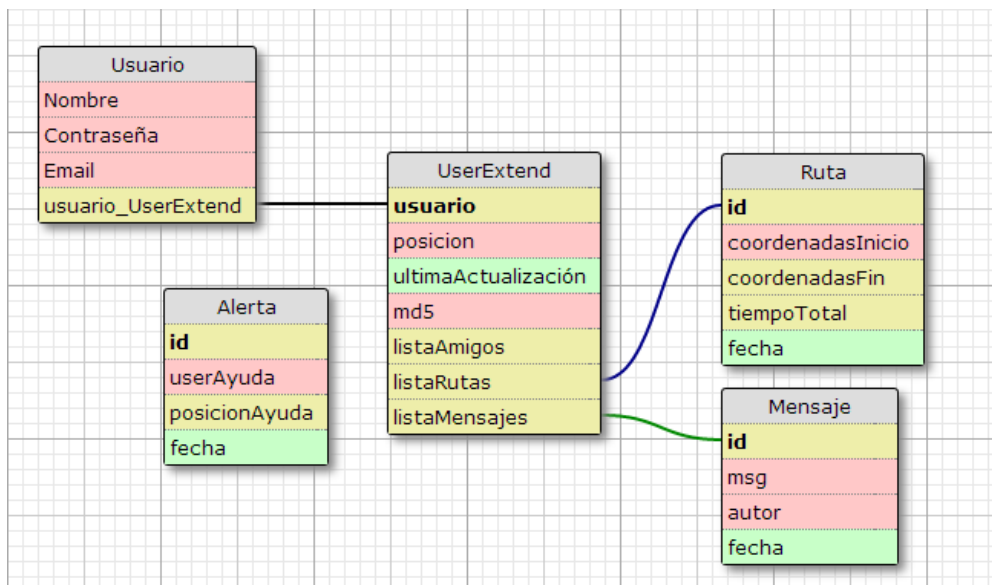 Usuario
Nombre
Contraseña
Email
usuario_UserExtend
UserExtend
usuario
posicion
ultimaActualización
md5
listaAmigos
listaRutas
listaMensajes
Ruta
id
coordenadasInicio
coordenadasFin
tiempoTotal
fecha
Alerta
id
userAyuda
posicionAyuda
fecha
Mensaje
id
msg
autor
fecha